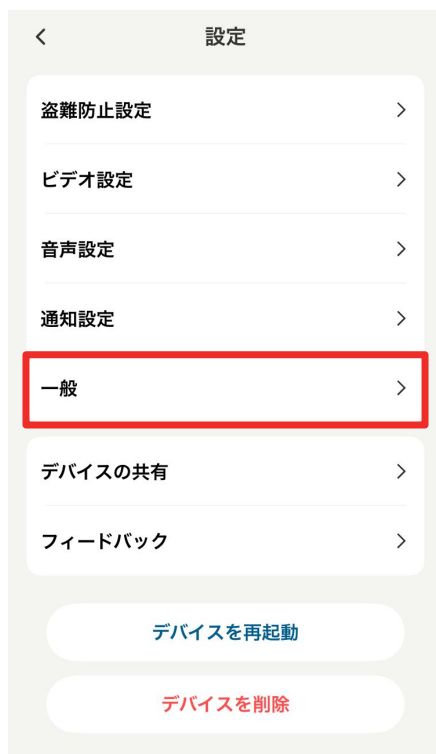 設定
盗難防止設定
ビデオ設定
音声設定
通知設定
一般
デバイスの共有
フィードバック
デバイスを再起動
デバイスを削除